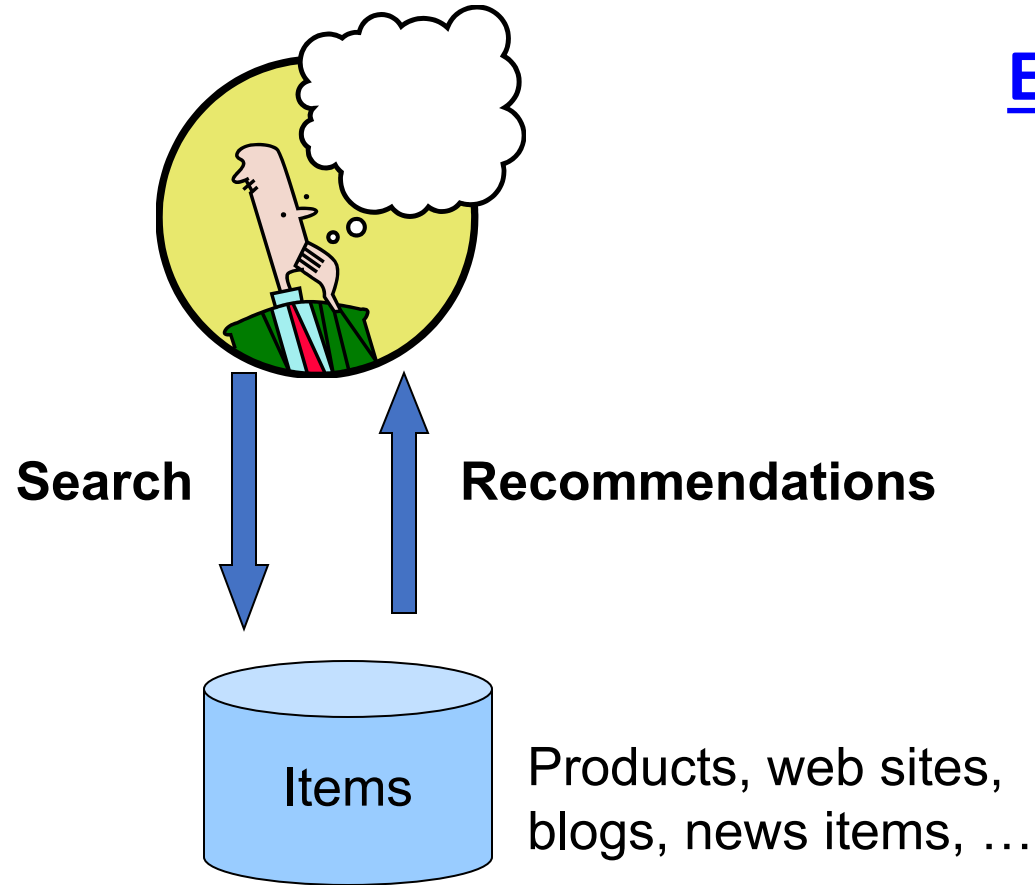 Search
Recommendations
Items
Products, web sites,
blogs, news items, …